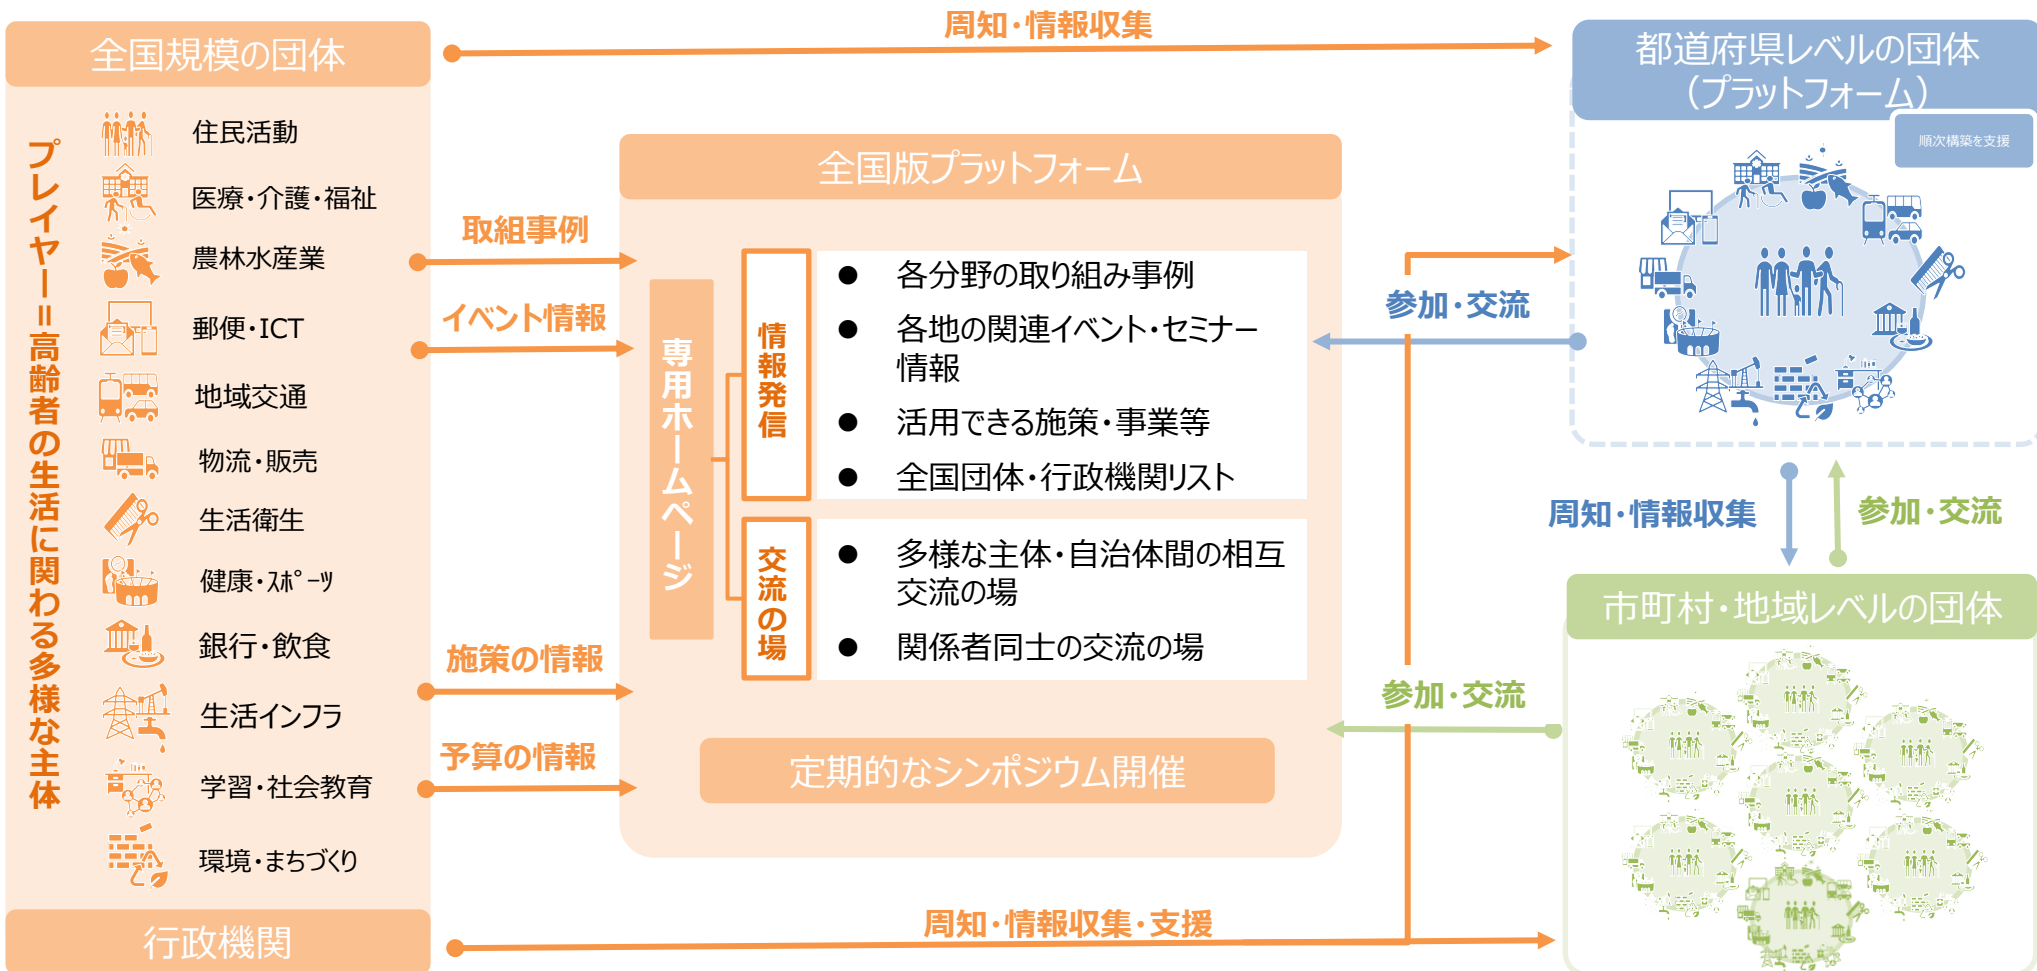 全国規模の団体
プレイヤー=高齢者の生活に関わる多様な主体
住民活動
医療・介護・福祉
農林水産業
郵便・ICT
地域交通
物流・販売
生活衛生
健康・ｽﾎﾟｰﾂ
銀行・飲食
生活インフラ
学習・社会教育
環境・まちづくり
行政機関
周知・情報収集
取組事例
イベント情報
施策の情報
予算の情報
全国版プラットフォーム
専用ホームページ
情報発信
● 各分野の取り組み事例
● 各地の関連イベント・セミナー
情報
● 活用できる施策・事業等
● 全国団体・行政機関リスト
交流の場
● 多様な主体・自治体間の相互
交流の場
● 関係者同士の交流の場
定期的なシンポジウム開催
周知・情報収集・支援
参加・交流
参加・交流
都道府県レベルの団体
（プラットフォーム）
順次構築を支援
周知・情報収集
参加・交流
市町村・地域レベルの団体